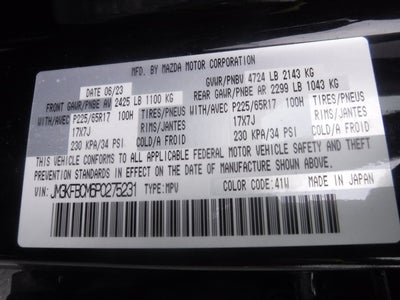 MFD. BY MAZDA MOTOR CORPORATION
DATE 06/23 GVWR/PNBV 4724 LB 2143 KG
FRONT GAWR/PNBE AV 2425 LB 1100 KG REAR GAWR/PNBE AR 2299 LB 1043 KG
WITH/AVEC P225/65R17 100H TIRES/PNEUS WITH/AVEC P225/65R17 100H TIRES/PNEUS
17X7J RIMS/JANTES 17X7J RIMS/JANTES
230 KPA/34 PSI COLD/A FROID 230 KPA/34 PSI COLD/A FROID
THIS VEHICLE CONFORMS TO ALL APPLICABLE FEDERAL MOTOR VEHICLE SAFETY AND THEFT
PREVENTION STANDARDS IN EFFECT ON THE DATE OF MANUFACTURE SHOWN ABOVE.
VIN: JM3KFBCM6P0275231 TYPE: MPV COLOR CODE: 41W MADE IN JAPAN